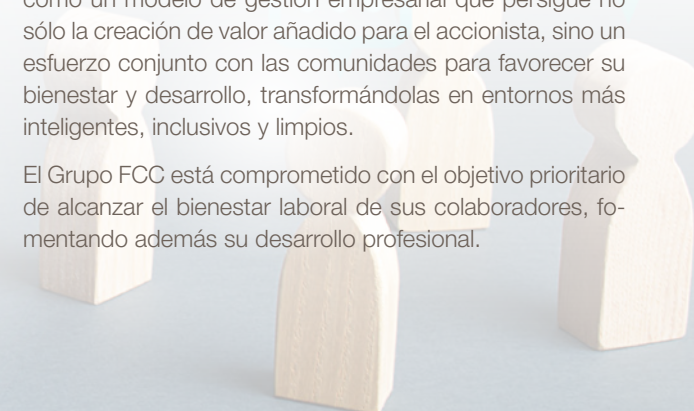 como un modelo de gestión empresarial que persigue no
sólo la creación de valor añadido para el accionista, sino un
esfuerzo conjunto con las comunidades para favorecer su
bienestar y desarrollo, transformándolas en entornos más
inteligentes, inclusivos y limpios.
El Grupo FCC está comprometido con el objetivo prioritario
de alcanzar el bienestar laboral de sus colaboradores, fo-
mentando además su desarrollo profesional.